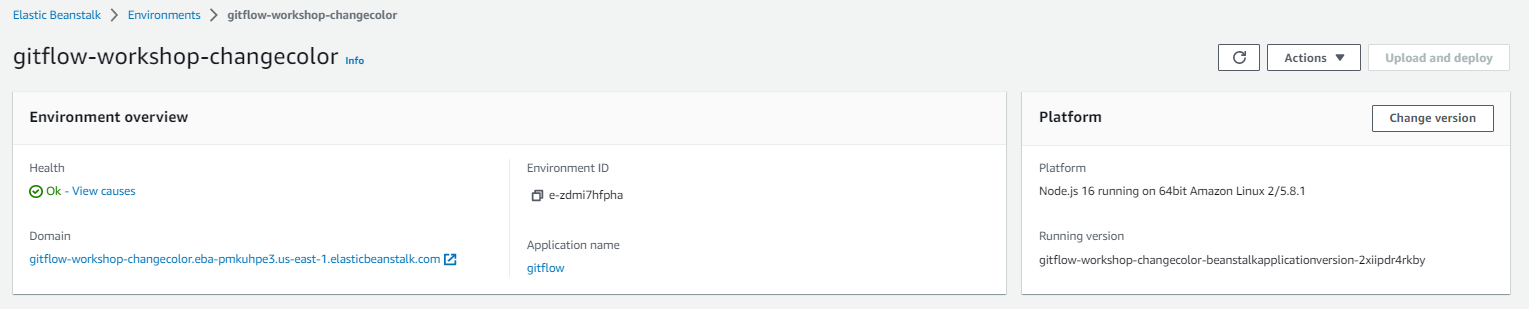 Elastic Beanstalk > Environments > gitflow-workshop-changecolor
gitflow-workshop-changecolor Info
Actions
Upload and deploy
Environment overview
Health
Ok - View causes
Domain
gitflow-workshop-changecolor.eba-pmkuhpe3.us-east-1.elasticbeanstalk.com
Environment ID
e-zdmi7hfpha
Application name
gitflow
Platform
Change version
Platform
Node.js 16 running on 64bit Amazon Linux 2/5.8.1
Running version
gitflow-workshop-changecolor-beanstalkapplicationversion-2xiipdr4rkby